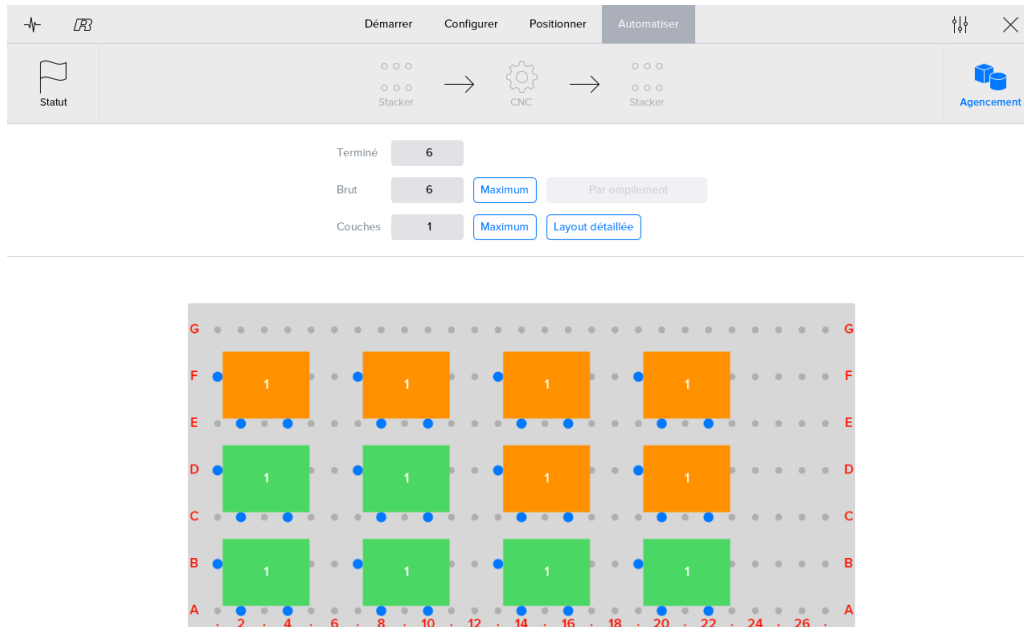 Démarrer Configurer Positionner Automatiser
Statut Stacker CNC Stacker Agencement
Terminé 6
Brut 6 Maximum Par empilement
Couches 1 Maximum Layout détaillée
G G
F 1 1 1 1 F
E E
D 1 1 1 1 D
C C
B 1 1 1 1 B
A A
2 4 6 8 10 12 14 16 18 20 22 24 26